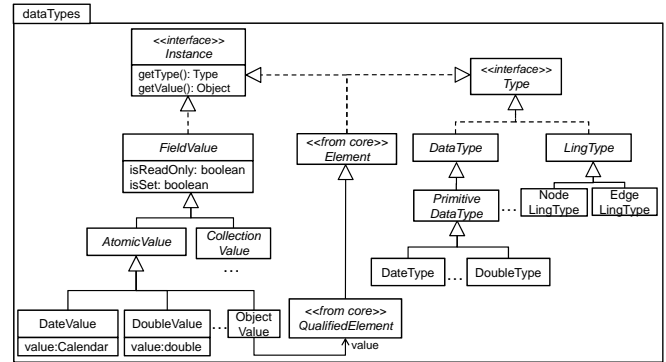 dataTypes
<<interface>>
Instance
getType(): Type
getValue(): Object
<<interface>>
Type
FieldValue
isReadOnly: boolean
isSet: boolean
<<from core>>
Element
DataType
LingType
Primitive
DataType
...
Node
LingType
Edge
LingType
AtomicValue
Collection
Value
...
DateType
...
DoubleType
DateValue
value:Calendar
DoubleValue
value:double
...
Object
Value
<<from core>>
QualifiedElement
value